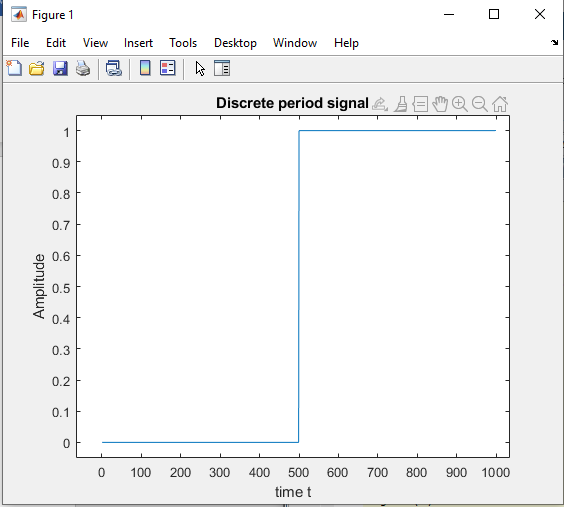 Figure 1
File Edit View Insert Tools Desktop Window Help
Discrete period signal
1
0.9
0.8
0.7
0.6
0.5
0.4
0.3
0.2
0.1
0
Amplitude
0 100 200 300 400 500 600 700 800 900 1000
time t